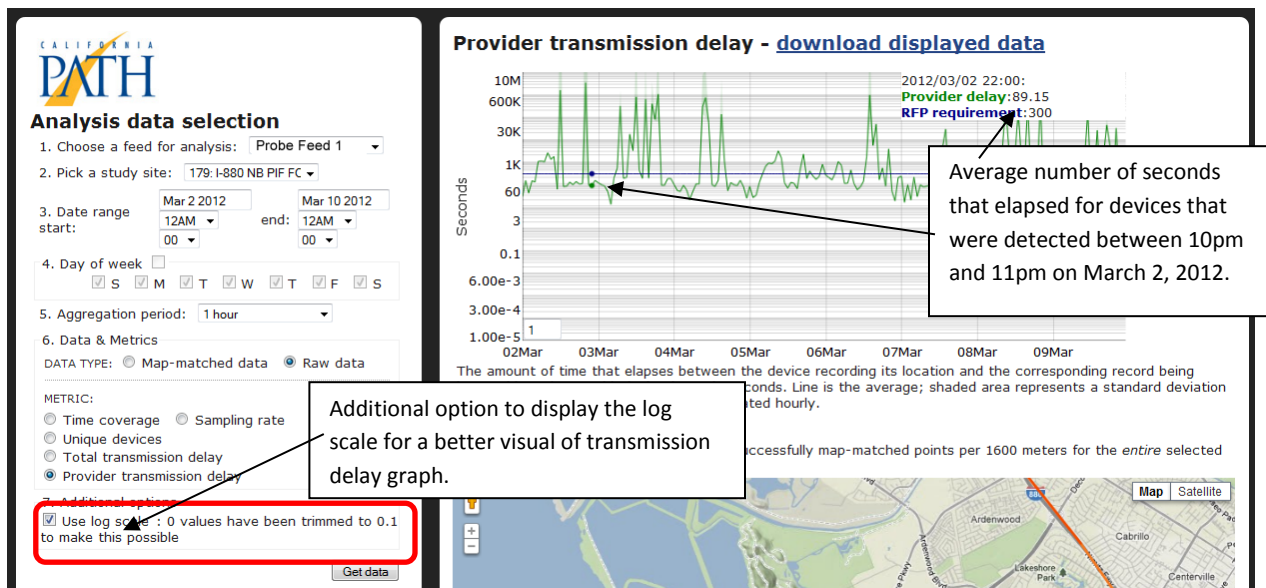 CALIFORNIA
PATH
Analysis data selection
1. Choose a feed for analysis: Probe Feed 1
2. Pick a study site: 179: I-880 NB PIF FC
3. Date range
start:
Mar 2 2012
12AM
00
end:
Mar 10 2012
12AM
00
4. Day of week
S M T W T F S
5. Aggregation period: 1 hour
6. Data & Metrics
DATA TYPE: Map-matched data Raw data
METRIC:
Time coverage Sampling rate
Unique devices
Total transmission delay
Provider transmission delay
7. Additional options
Use log scale : 0 values have been trimmed to 0.1
to make this possible
Get data
Provider transmission delay - download displayed data
2012/03/02 22:00:
Provider delay:89.15
RFP requirement:300
Seconds
10M
600K
30K
1K
60
3
0.1
6.00e-3
3.00e-4
1.00e-5
1
02Mar 03Mar 04Mar 05Mar 06Mar 07Mar 08Mar 09Mar
Average number of seconds
that elapsed for devices that
were detected between 10pm
and 11pm on March 2, 2012.
The amount of time that elapses between the device recording its location and the corresponding record being
conds. Line is the average; shaded area represents a standard deviation
ated hourly.
Additional option to display the log
scale for a better visual of transmission
delay graph.
uccessfully map-matched points per 1600 meters for the entire selected
Map Satellite
880
Ardenwood
Cabrillo
Lakeshore
Park
Centerville